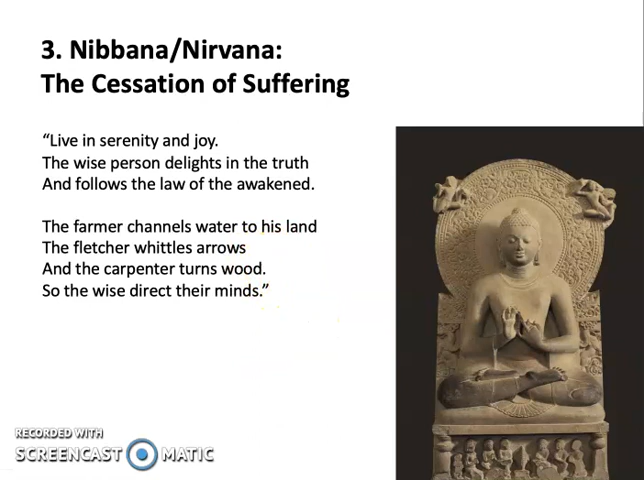 3. Nibbana/Nirvana:
The Cessation of Suffering
“Live in serenity and joy.
The wise person delights in the truth
And follows the law of the awakened.
The farmer channels water to his land
The fletcher whittles arrows
And the carpenter turns wood.
So the wise direct their minds.”
RECORDED WITH
SCREENCAST MATIC